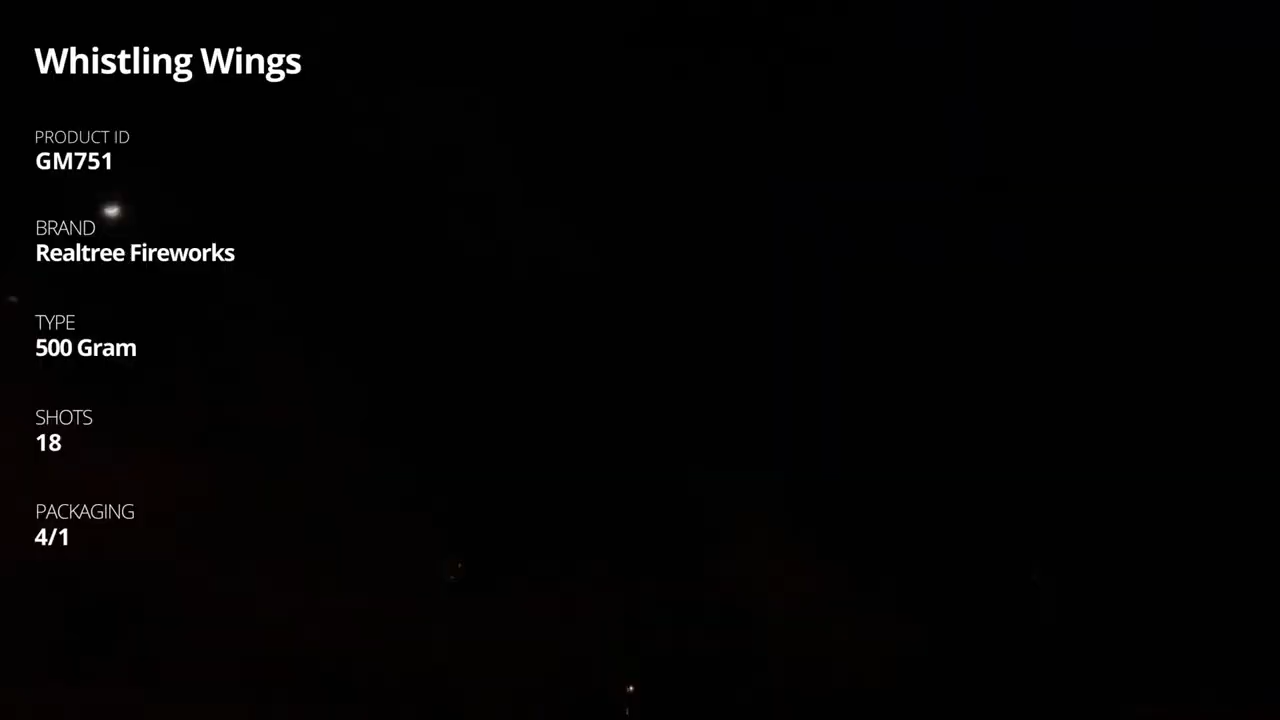 Whistling Wings
PRODUCT ID
GM751
BRAND
Realtree Fireworks
TYPE
500 Gram
SHOTS
18
PACKAGING
4/1